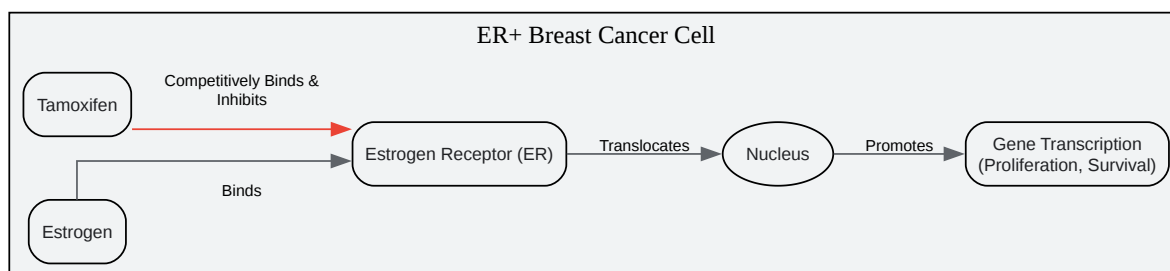 ER+ Breast Cancer Cell
Competitively Binds &
Inhibits
Tamoxifen
Estrogen Receptor (ER)
Translocates
Nucleus
Promotes
Gene Transcription
(Proliferation, Survival)
Binds
Estrogen